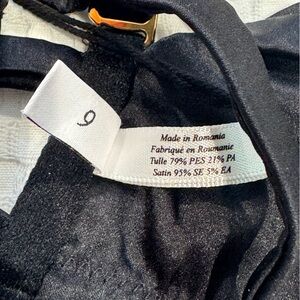 9
Made in Romania
Fabriqué en Roumanie
Tulle 79% PES 21% PA
Satin 95% SE 5% EA